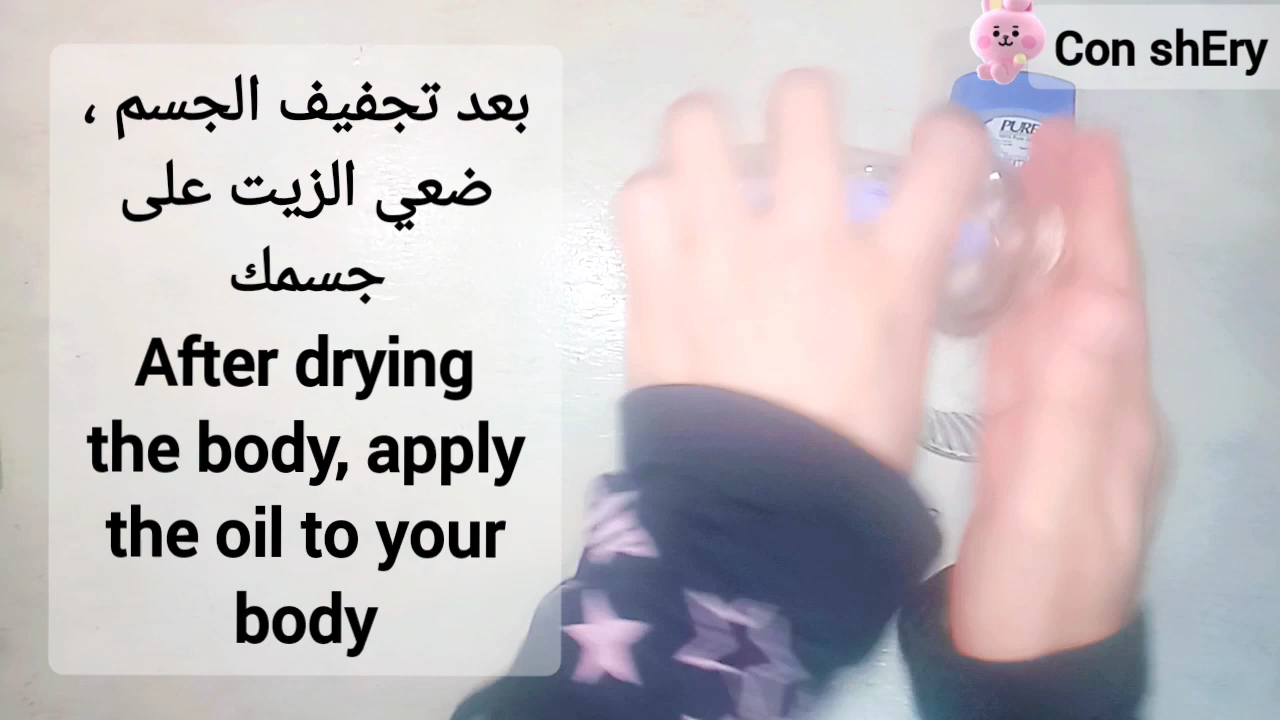 بعد تجفيف الجسم ،
ضعي الزيت على
جسمك
After drying
the body, apply
the oil to your
body
Con shEry
PURE